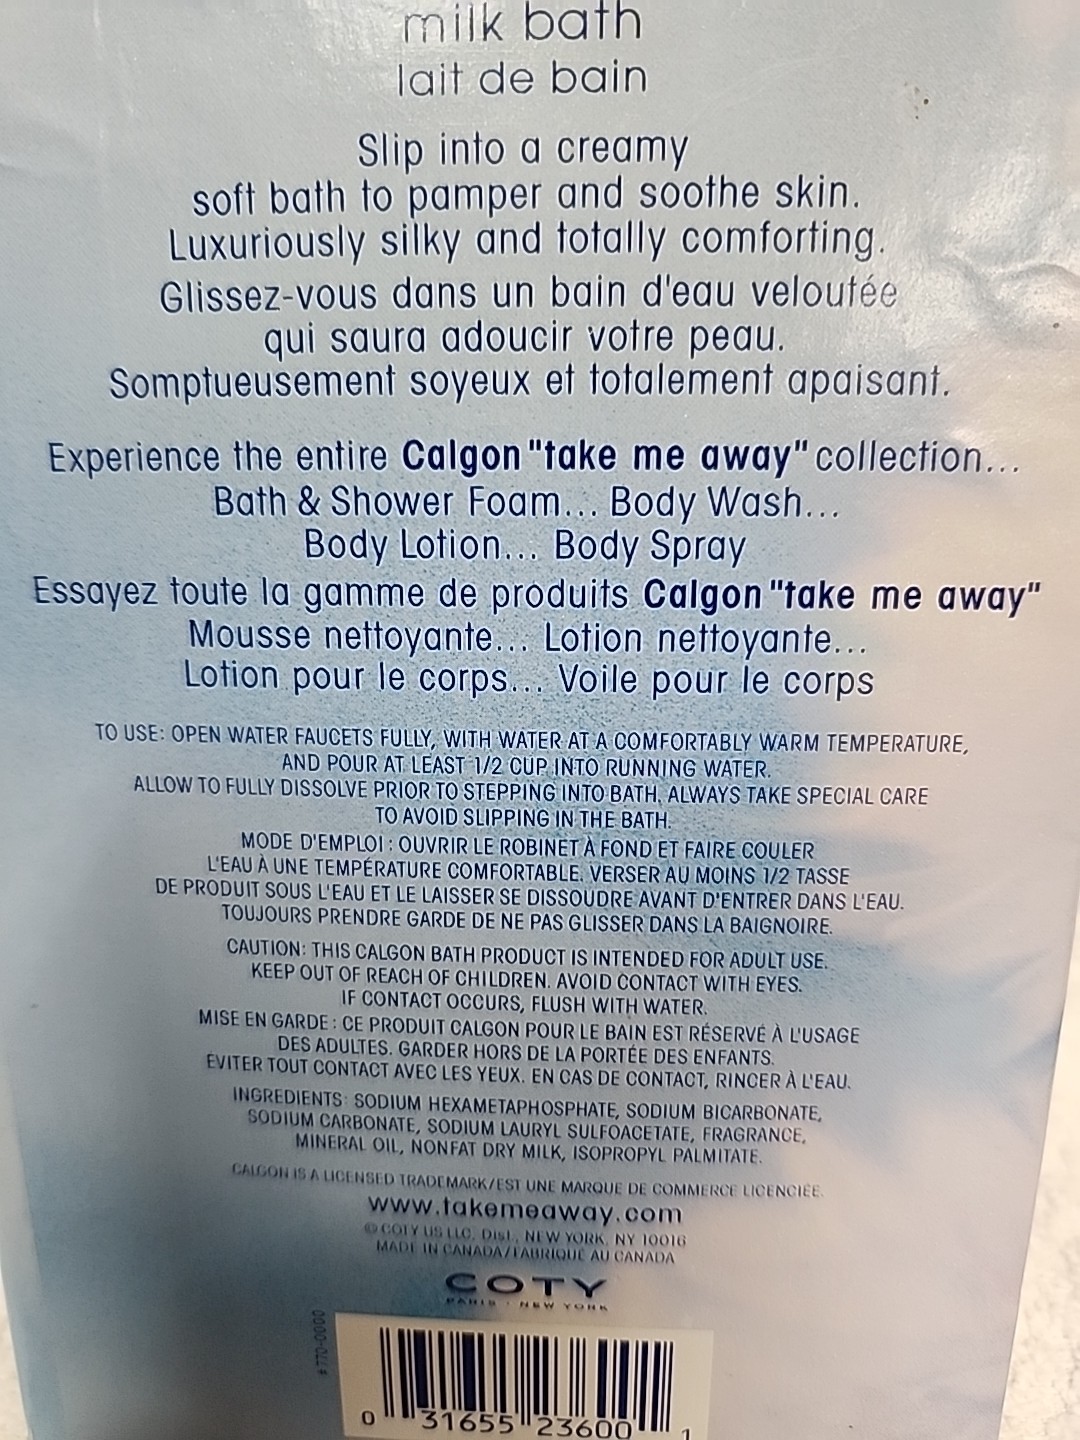 milk bath
lait de bain
Slip into a creamy
soft bath to pamper and soothe skin.
Luxuriously silky and totally comforting.
Glissez-vous dans un bain d'eau veloutée
qui saura adoucir votre peau.
Somptueusement soyeux et totalement apaisant.
Experience the entire Calgon "take me away" collection...
Bath & Shower Foam... Body Wash...
Body Lotion... Body Spray
Essayez toute la gamme de produits Calgon "take me away"
Mousse nettoyante... Lotion nettoyante...
Lotion pour le corps... Voile pour le corps
TO USE: OPEN WATER FAUCETS FULLY, WITH WATER AT A COMFORTABLY WARM TEMPERATURE,
AND POUR AT LEAST 1/2 CUP INTO RUNNING WATER.
ALLOW TO FULLY DISSOLVE PRIOR TO STEPPING INTO BATH, ALWAYS TAKE SPECIAL CARE
TO AVOID SLIPPING IN THE BATH.
MODE D'EMPLOI : OUVRIR LE ROBINET À FOND ET FAIRE COULER
L'EAU À UNE TEMPÉRATURE COMFORTABLE. VERSER AU MOINS 1/2 TASSE
DE PRODUIT SOUS L'EAU ET LE LAISSER SE DISSOUDRE AVANT D'ENTRER DANS L'EAU.
TOUJOURS PRENDRE GARDE DE NE PAS GLISSER DANS LA BAIGNOIRE.
CAUTION: THIS CALGON BATH PRODUCT IS INTENDED FOR ADULT USE.
KEEP OUT OF REACH OF CHILDREN. AVOID CONTACT WITH EYES.
IF CONTACT OCCURS, FLUSH WITH WATER.
MISE EN GARDE : CE PRODUIT CALGON POUR LE BAIN EST RÉSERVÉ À L'USAGE
DES ADULTES. GARDER HORS DE LA PORTÉE DES ENFANTS.
ÉVITER TOUT CONTACT AVEC LES YEUX. EN CAS DE CONTACT, RINCER À L'EAU.
INGREDIENTS: SODIUM HEXAMETAPHOSPHATE, SODIUM BICARBONATE,
SODIUM CARBONATE, SODIUM LAURYL SULFOACETATE, FRAGRANCE,
MINERAL OIL, NONFAT DRY MILK, ISOPROPYL PALMITATE.
CALGON IS A LICENSED TRADEMARK/EST UNE MARQUE DE COMMERCE LICENCIÉE.
www.takemeaway.com
© COTY US LLC, Dist., NEW YORK, NY 10016
MADE IN CANADA/FABRIQUÉ AU CANADA
COTY
PARIS · NEW YORK
#770-0000
0 31655 23600 1